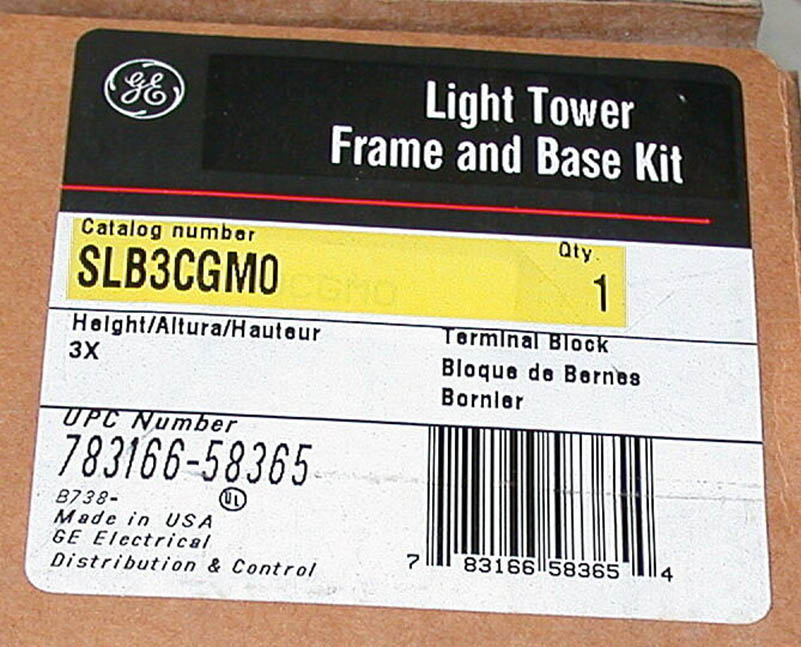 GE
Light Tower
Frame and Base Kit
Catalog number Qty.
SLB3CGM0 1
Height/Altura/Hauteur
3X
Terminal Block
Bloque de Bernes
Bornier
UPC Number
783166-58365
B738-
UL
Made in USA
GE Electrical
Distribution & Control
7 83166 58365 4